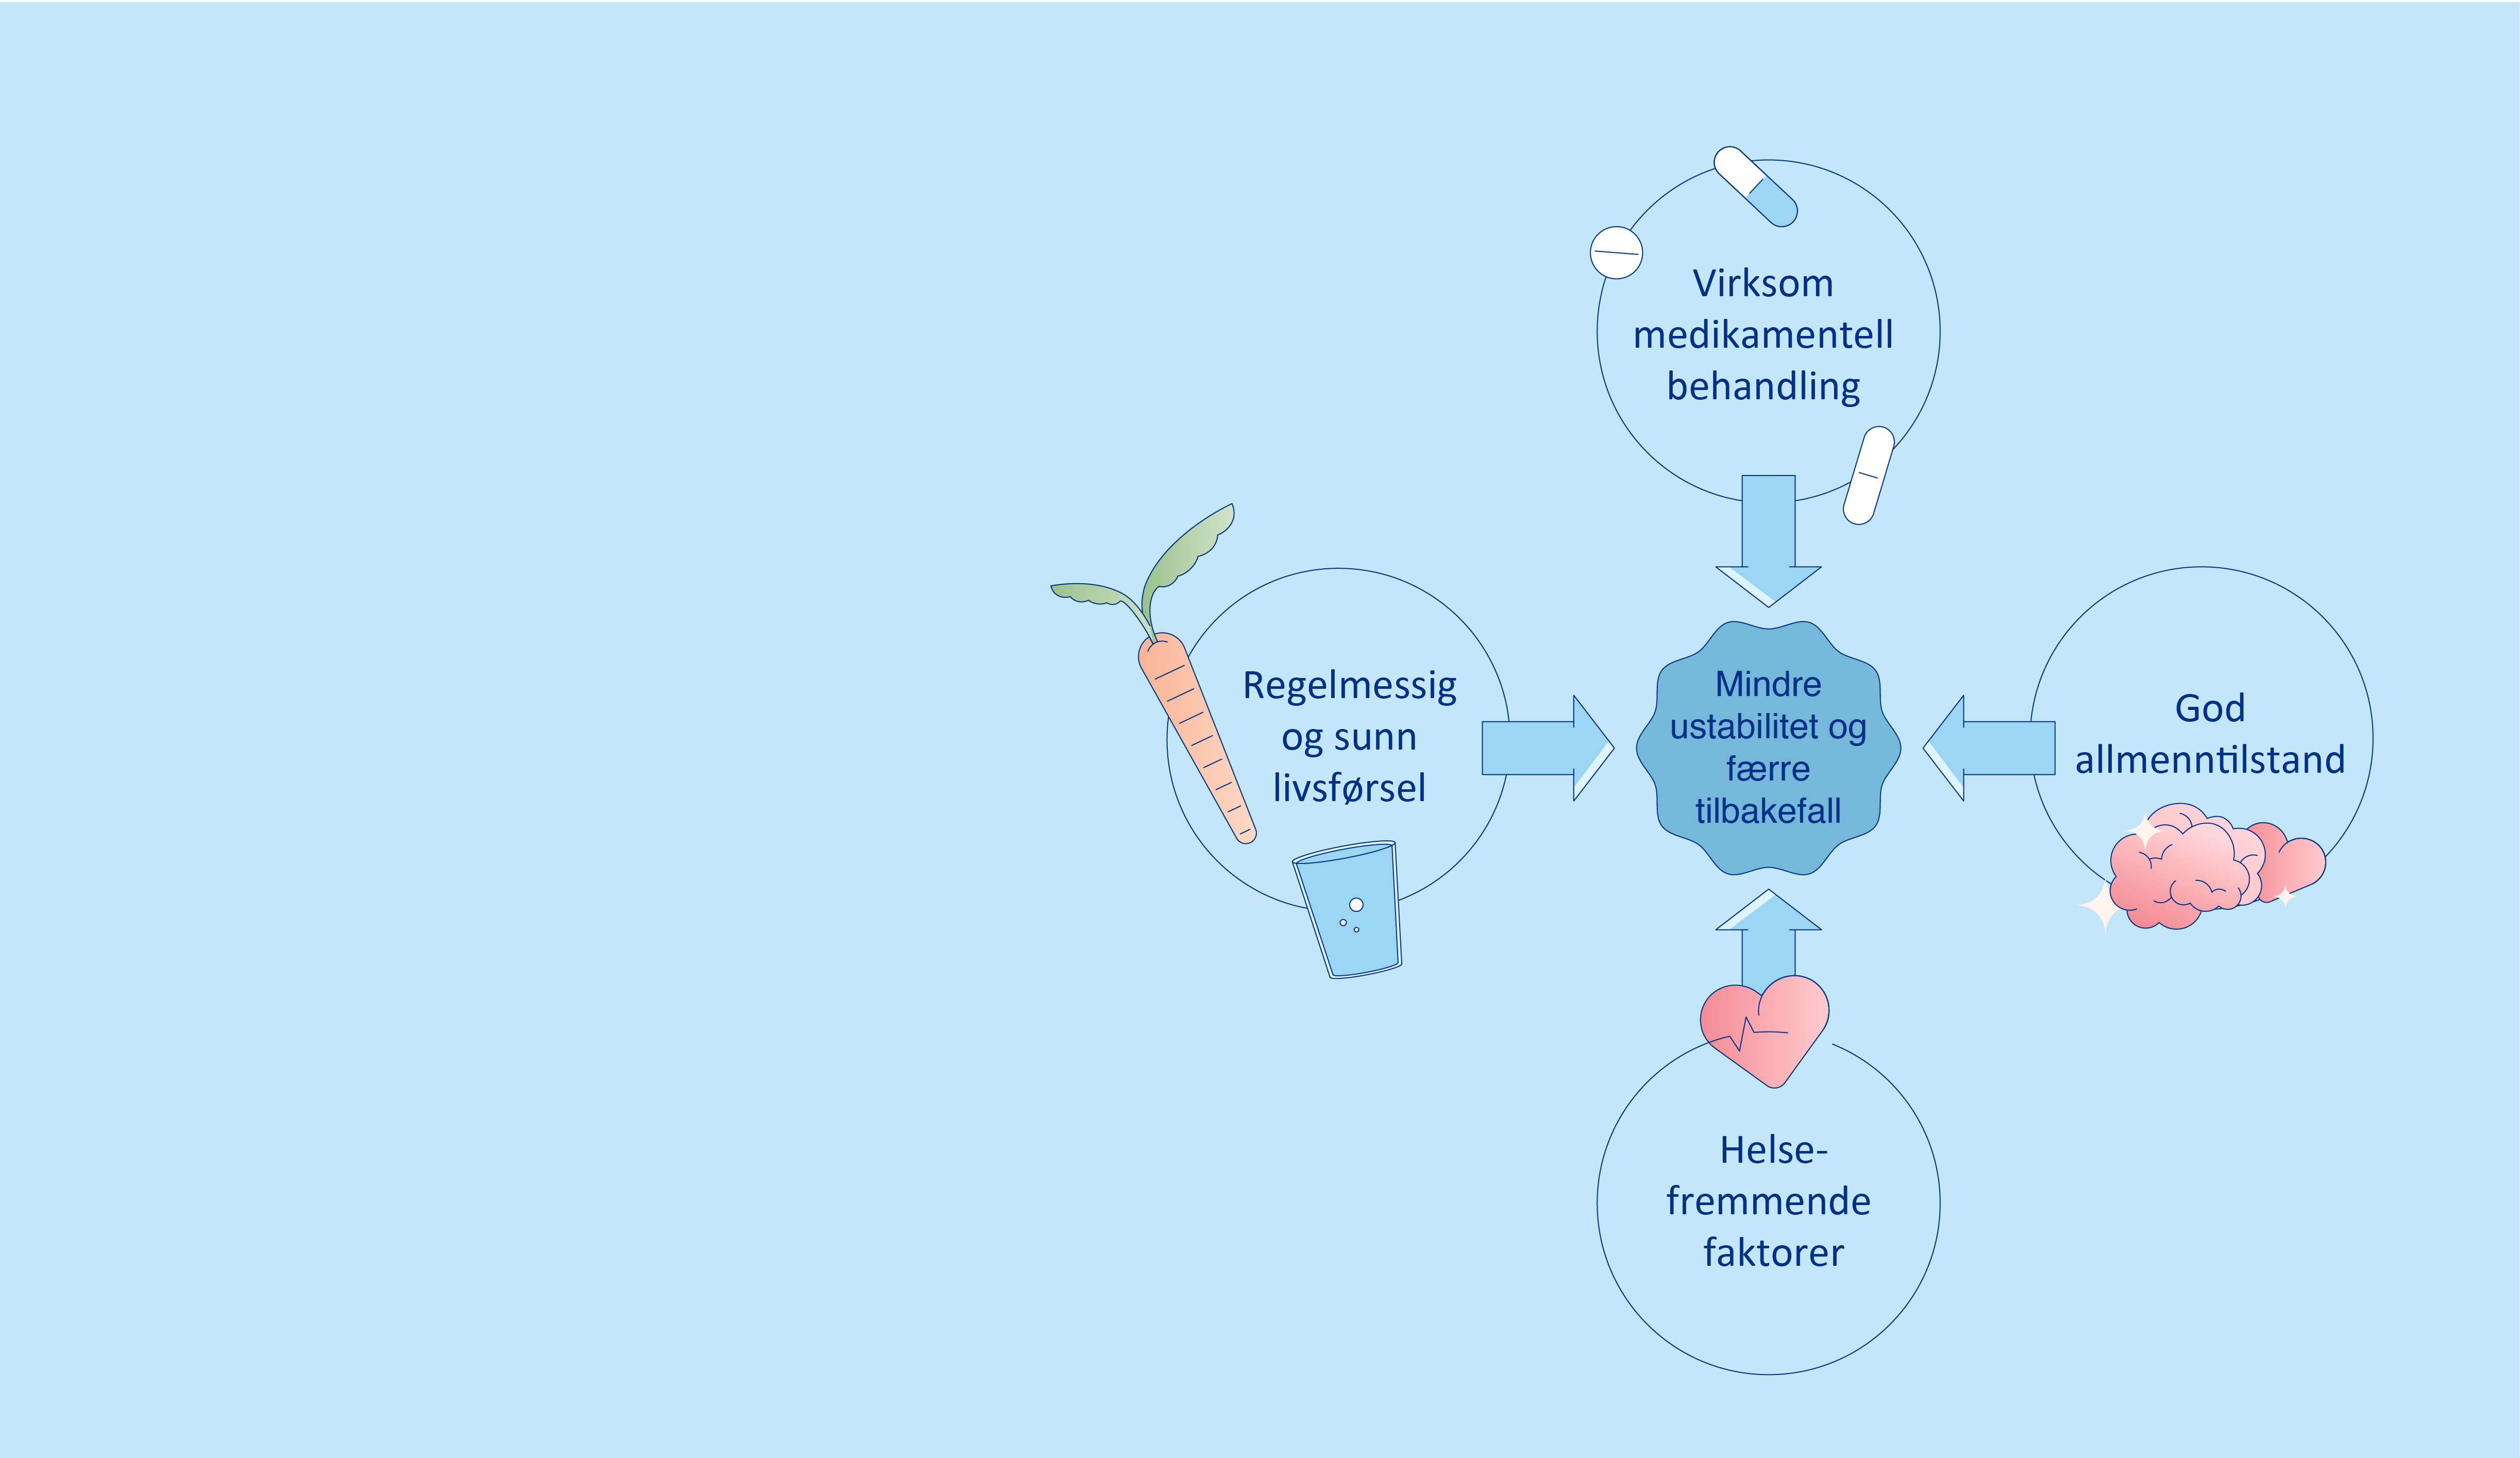 Virksom
medikamentell
behandling
Regelmessig
og sunn
livsførsel
Mindre
ustabilitet og
færre
tilbakefall
God
allmenntilstand
Helse-
fremmende
faktorer